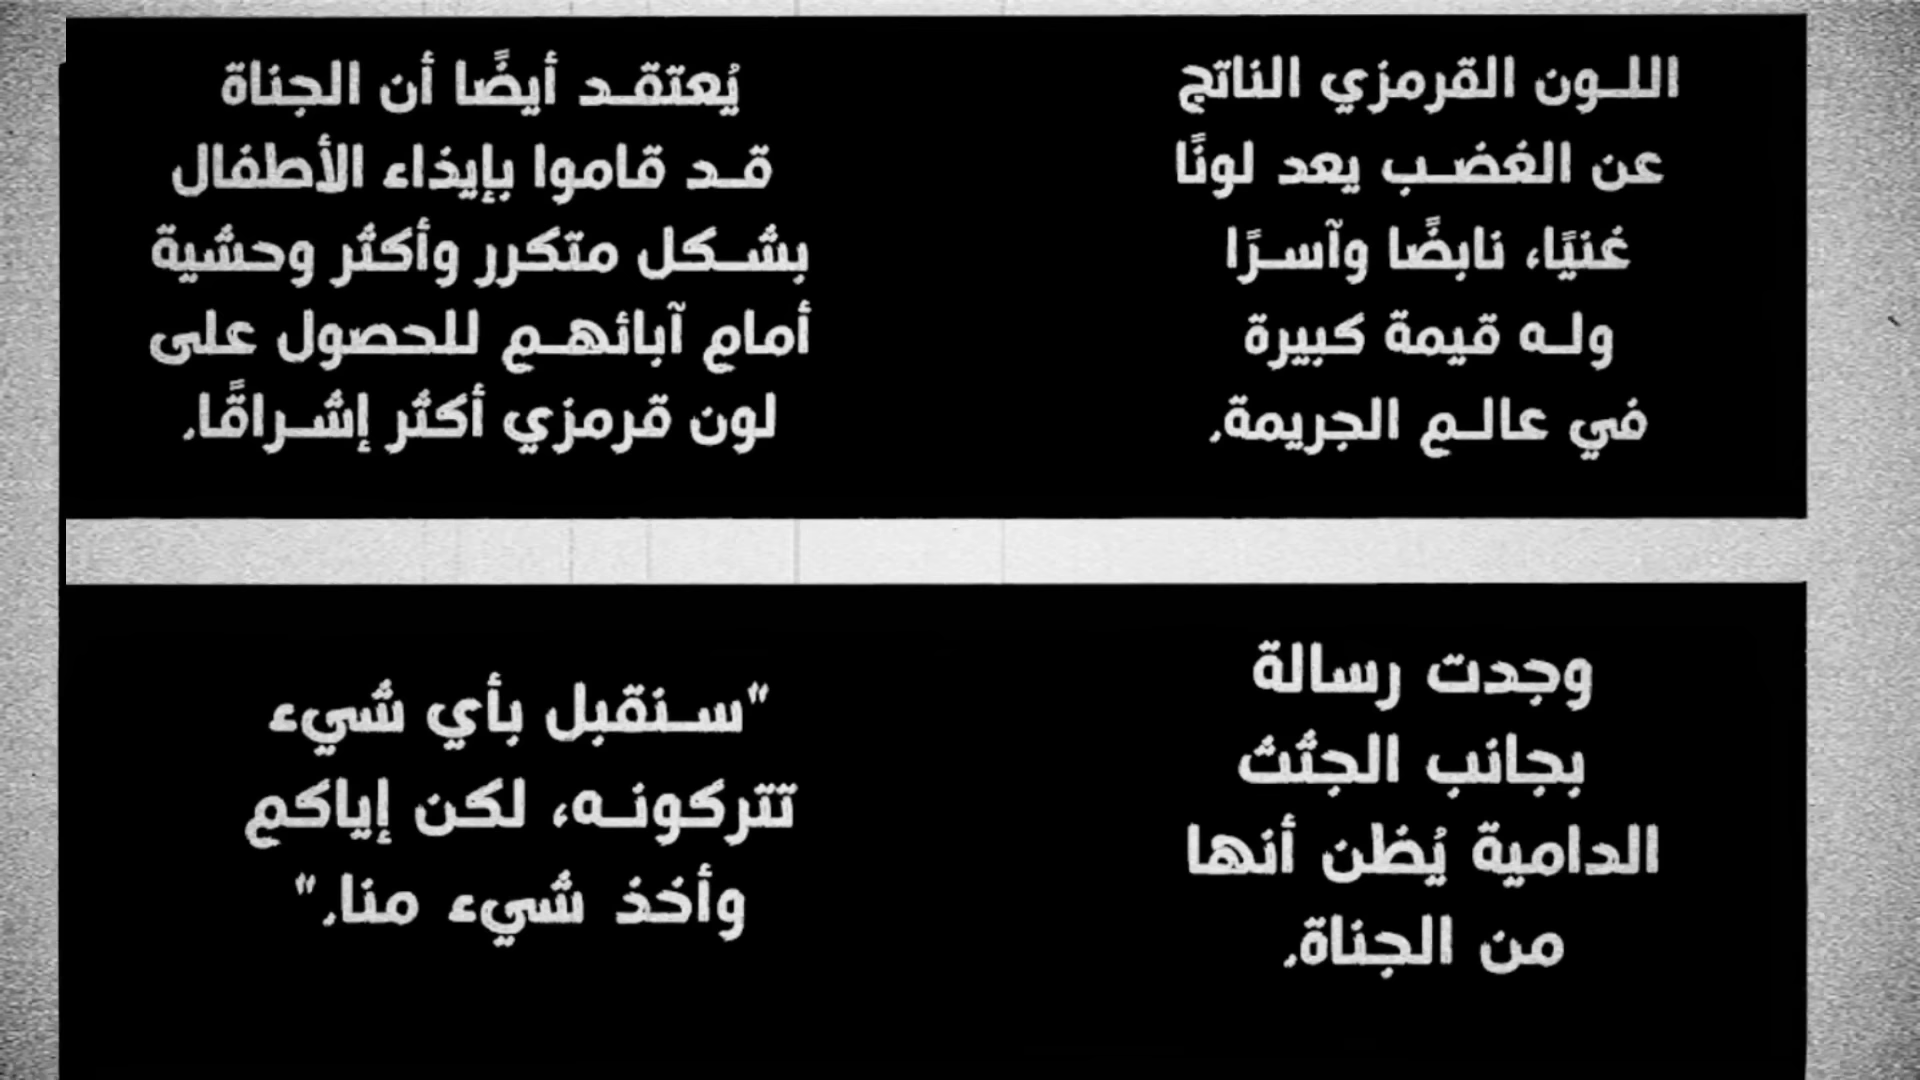 اللون القرمزي الناتج
عن الغضب يعد لونًا
غنيًا، نابضًا وآسرًا
وله قيمة كبيرة
في عالم الجريمة.
يُعتقد أيضًا أن الجناة
قد قاموا بإيذاء الأطفال
بشكل متكرر وأكثر وحشية
أمام آبائهم للحصول على
لون قرمزي أكثر إشراقًا.
وجدت رسالة
بجانب الجثث
الدامية يُظن أنها
من الجناة.
"سنقبل بأي شيء
تتركونه، لكن إياكم
وأخذ شيء منا."